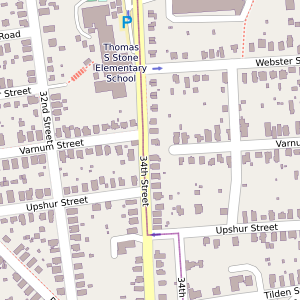 Road
P
Thomas
S Stone
Elementary
School
Webster S
r Street
32nd Street
Varnum Street
Varnu
34th Street
Upshur Street
Upshur Street
34th
Tilden S